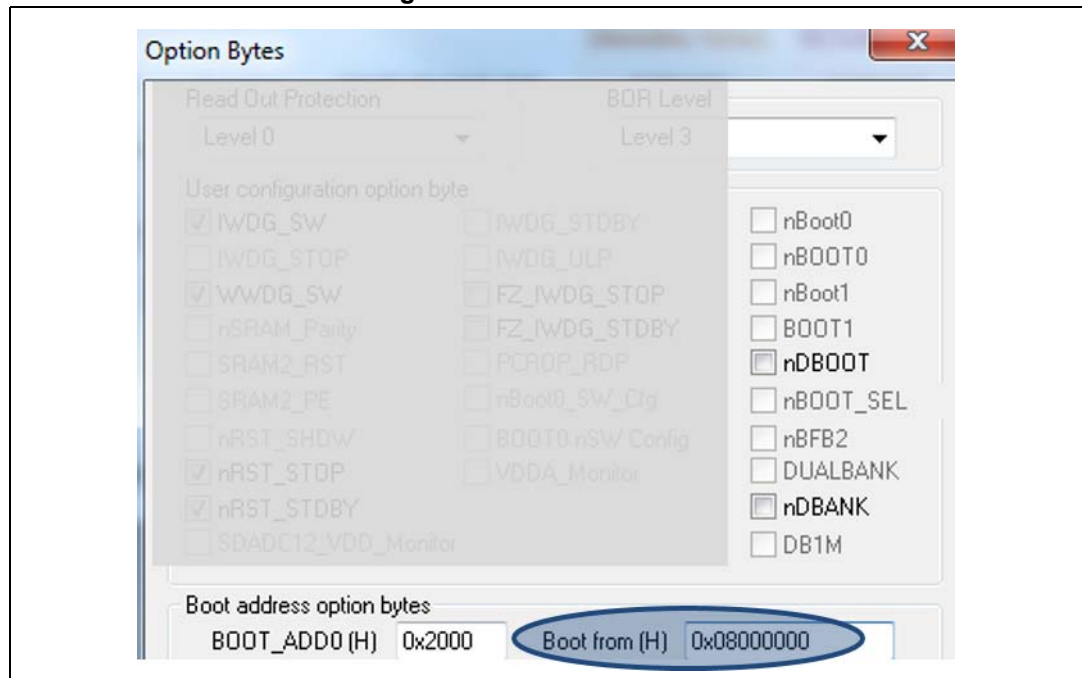 Option Bytes
Read Out Protection BOR Level
Level 0 Level 3
User configuration option byte
IWDG_SW IWDG_STDBY nBoot0
IWDG_STOP IWDG_ULP nBOOT0
WWDG_SW FZ_IWDG_STOP nBoot1
nSRAM_Parity FZ_IWDG_STDBY BOOT1
SRAM2_RST PCROP_RDP nDBOOT
SRAM2_PE nBoot0_SW_Cfg nBOOT_SEL
nRST_SHDW BOOT0 nSW Config nBFB2
nRST_STOP VDDA_Monitor DUALBANK
nRST_STDBY nDBANK
SDADC12_VDD_Monitor DB1M
Boot address option bytes
BOOT_ADD0 (H) 0x2000 Boot from (H) 0x08000000